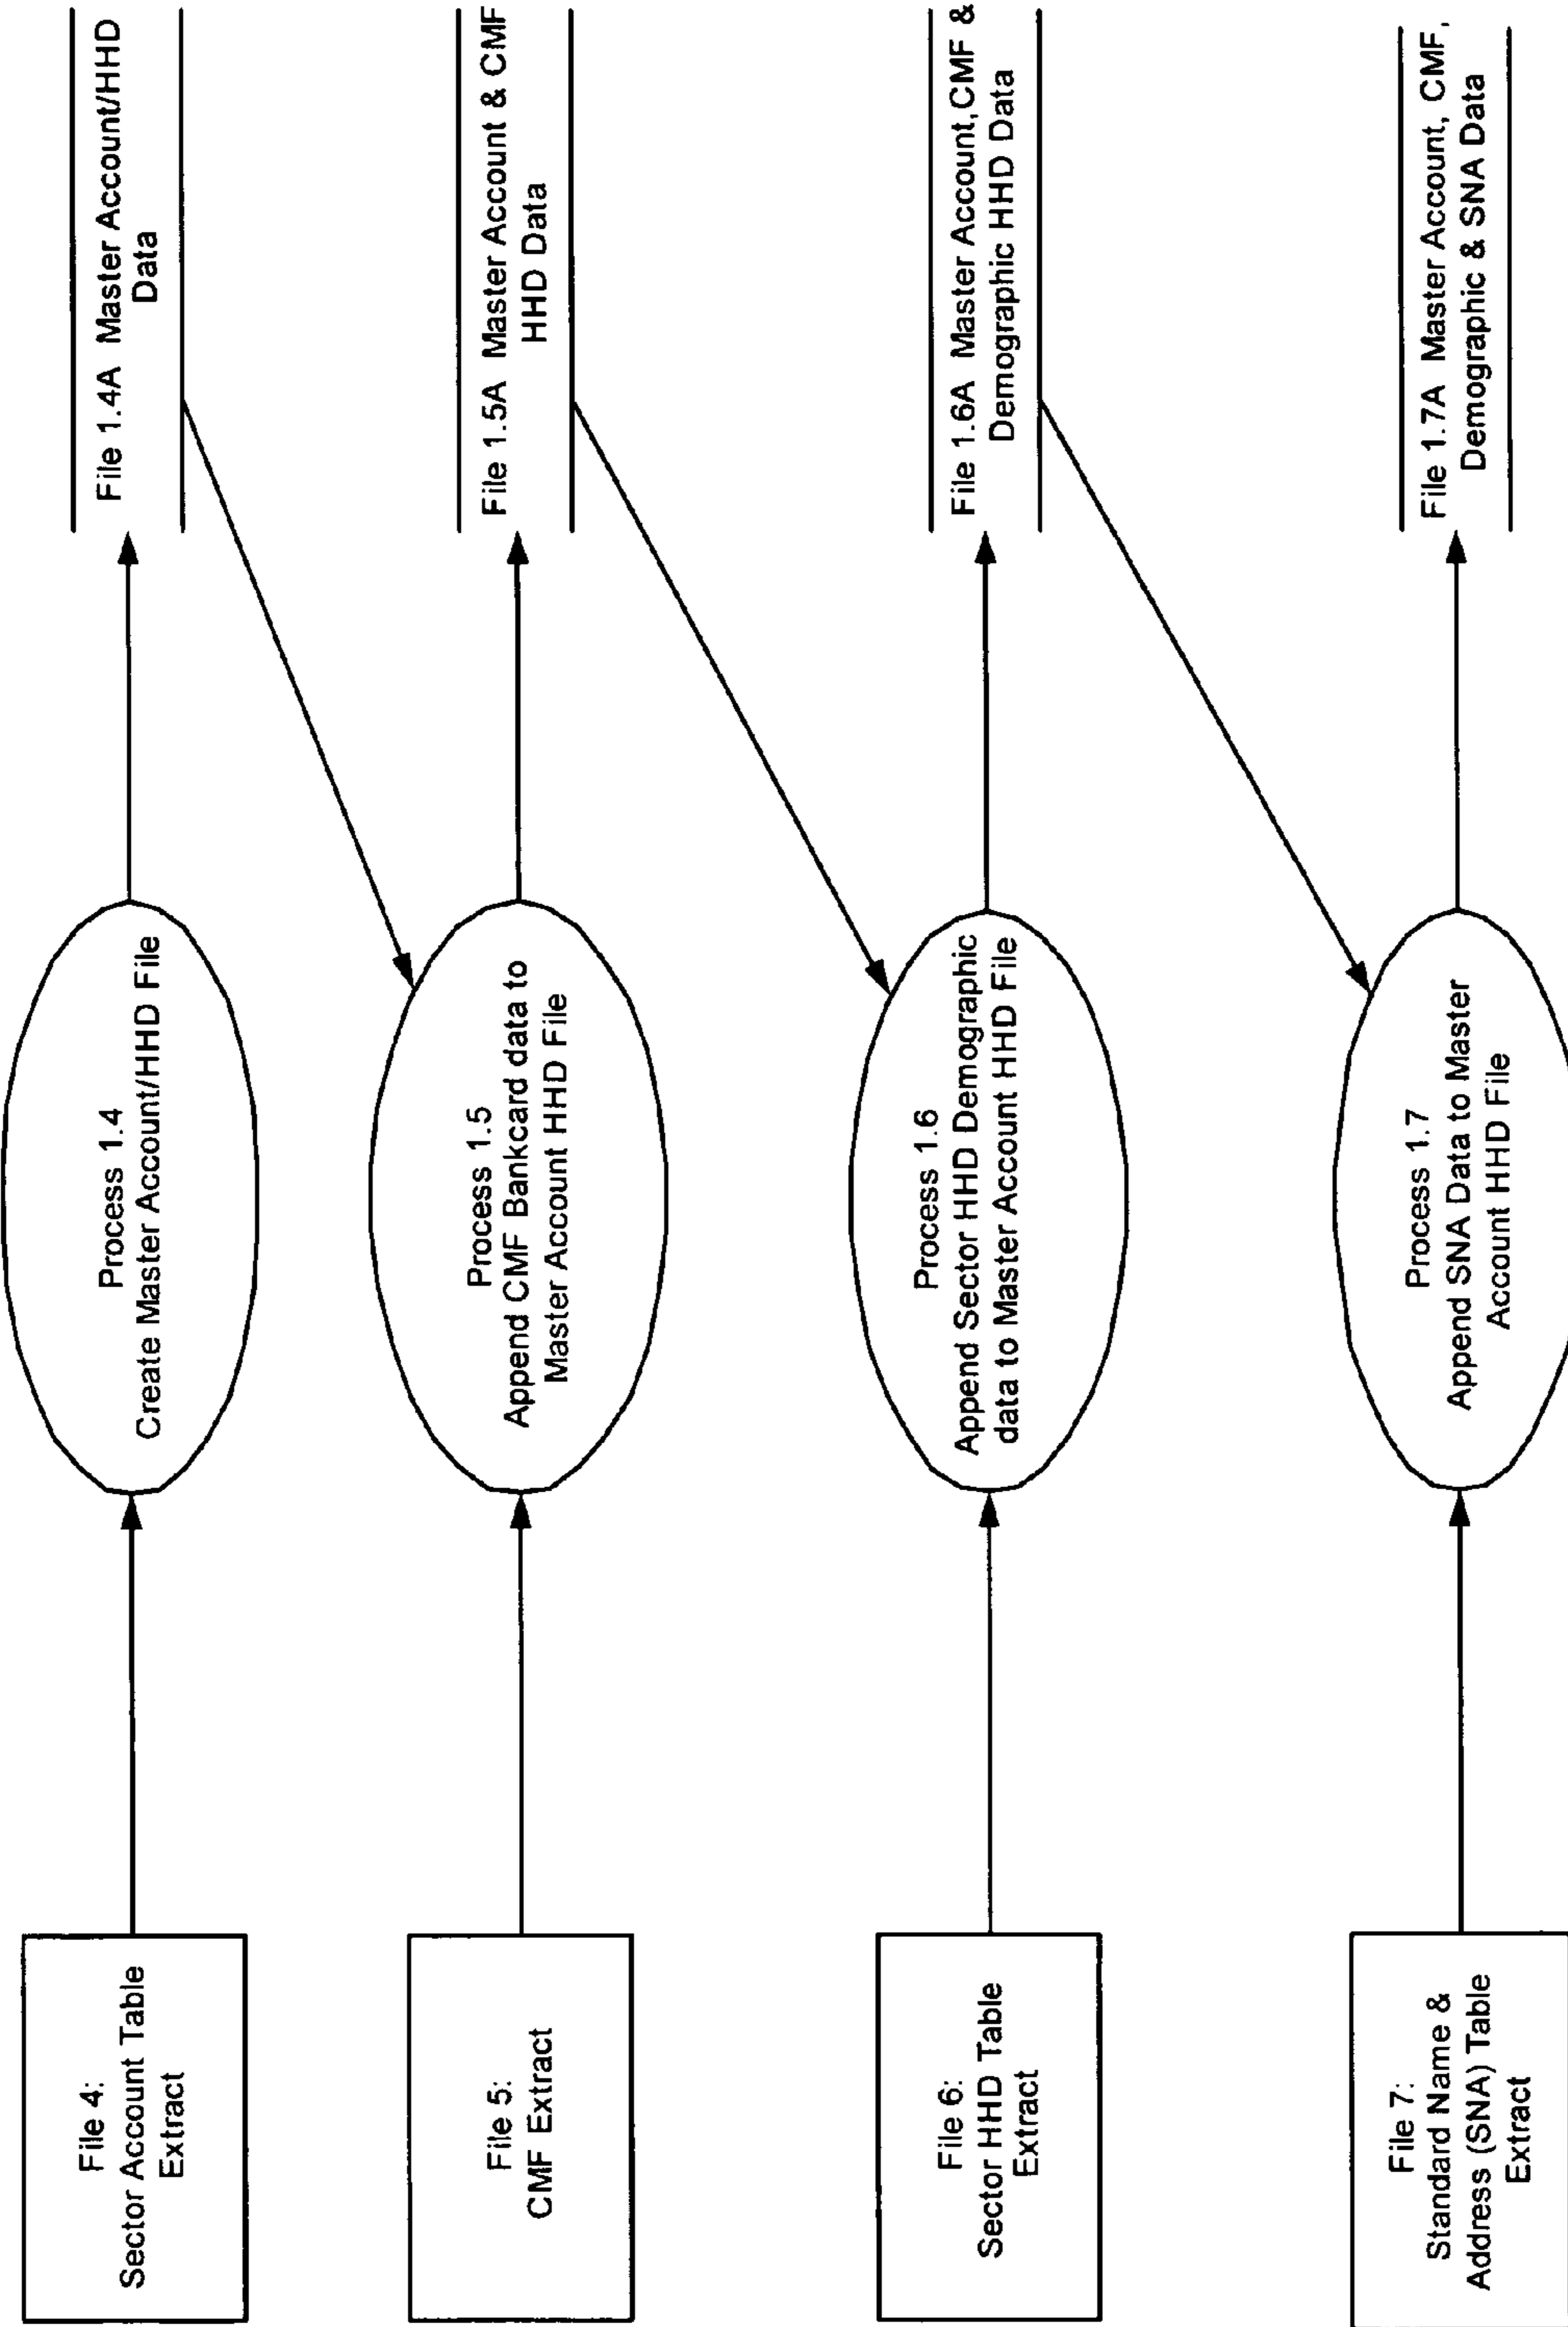 File 4:
Sector Account Table
Extract
Process 1.4
Create Master Account/HHD File
File 1.4A Master Account/HHD
Data
File 5:
CMF Extract
Process 1.5
Append CMF Bankcard data to
Master Account HHD File
File 1.5A Master Account & CMF
HHD Data
File 6:
Sector HHD Table
Extract
Process 1.6
Append Sector HHD Demographic
data to Master Account HHD File
File 1.6A Master Account,CMF &
Demographic HHD Data
File 7:
Standard Name &
Address (SNA) Table
Extract
Process 1.7
Append SNA Data to Master
Account HHD File
File 1.7A Master Account, CMF,
Demographic & SNA Data